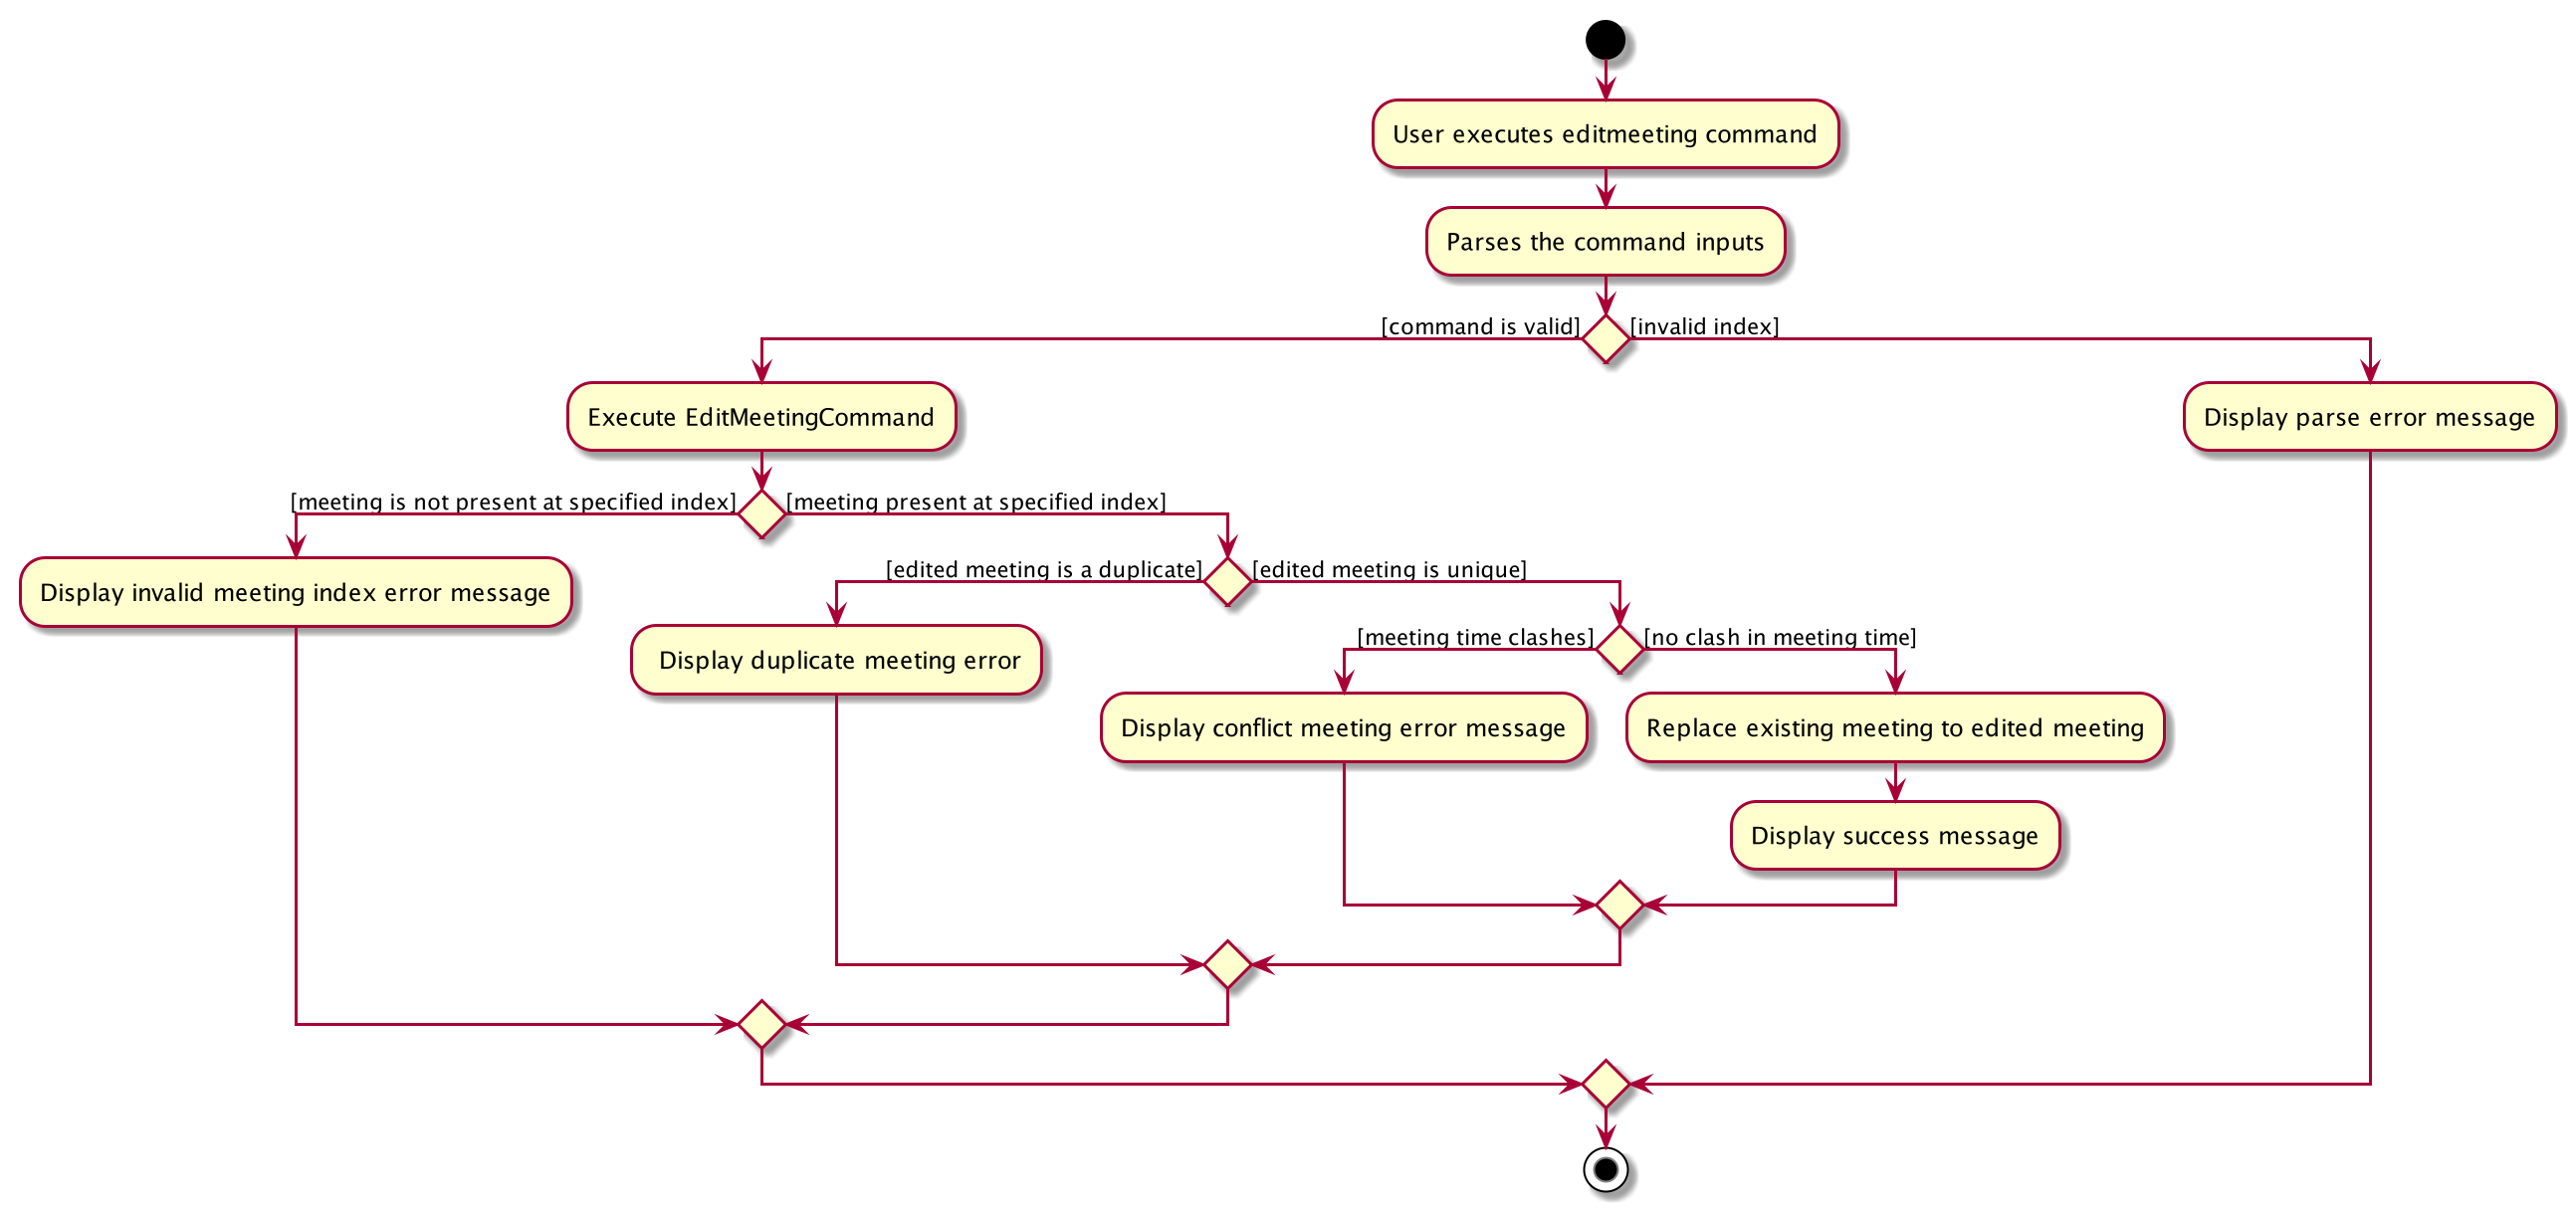 User executes editmeeting command
Parses the command inputs
[command is valid]
[invalid index]
Execute EditMeetingCommand
Display parse error message
[meeting is not present at specified index]
[meeting present at specified index]
Display invalid meeting index error message
[edited meeting is a duplicate]
[edited meeting is unique]
Display duplicate meeting error
[meeting time clashes]
[no clash in meeting time]
Display conflict meeting error message
Replace existing meeting to edited meeting
Display success message